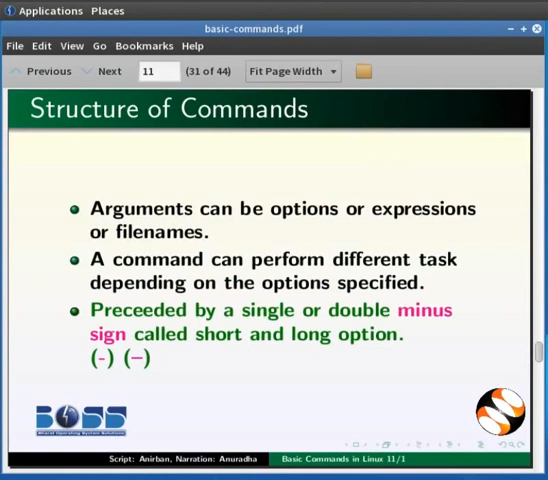 Applications Places
basic-commands.pdf
File Edit View Go Bookmarks Help
Previous Next 11 (31 of 44) Fit Page Width
Structure of Commands
Arguments can be options or expressions
or filenames.
A command can perform different task
depending on the options specified.
Preceeded by a single or double minus
sign called short and long option.
(-) (–)
BOSS
Script: Anirban, Narration: Anuradha Basic Commands in Linux 11/1